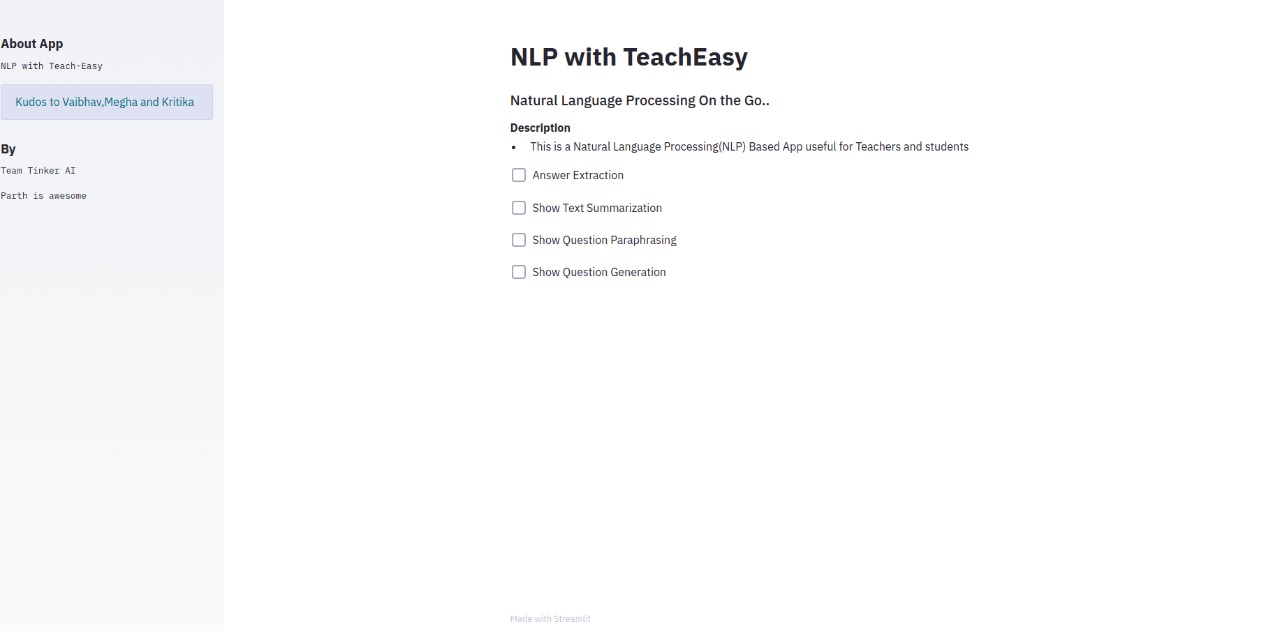 About App
NLP with Teach-Easy
Kudos to Vaibhav,Megha and Kritika
By
Team Tinker AI
Parth is awesome
NLP with TeachEasy
Natural Language Processing On the Go..
Description
• This is a Natural Language Processing(NLP) Based App useful for Teachers and students
Answer Extraction
Show Text Summarization
Show Question Paraphrasing
Show Question Generation
Made with Streamlit